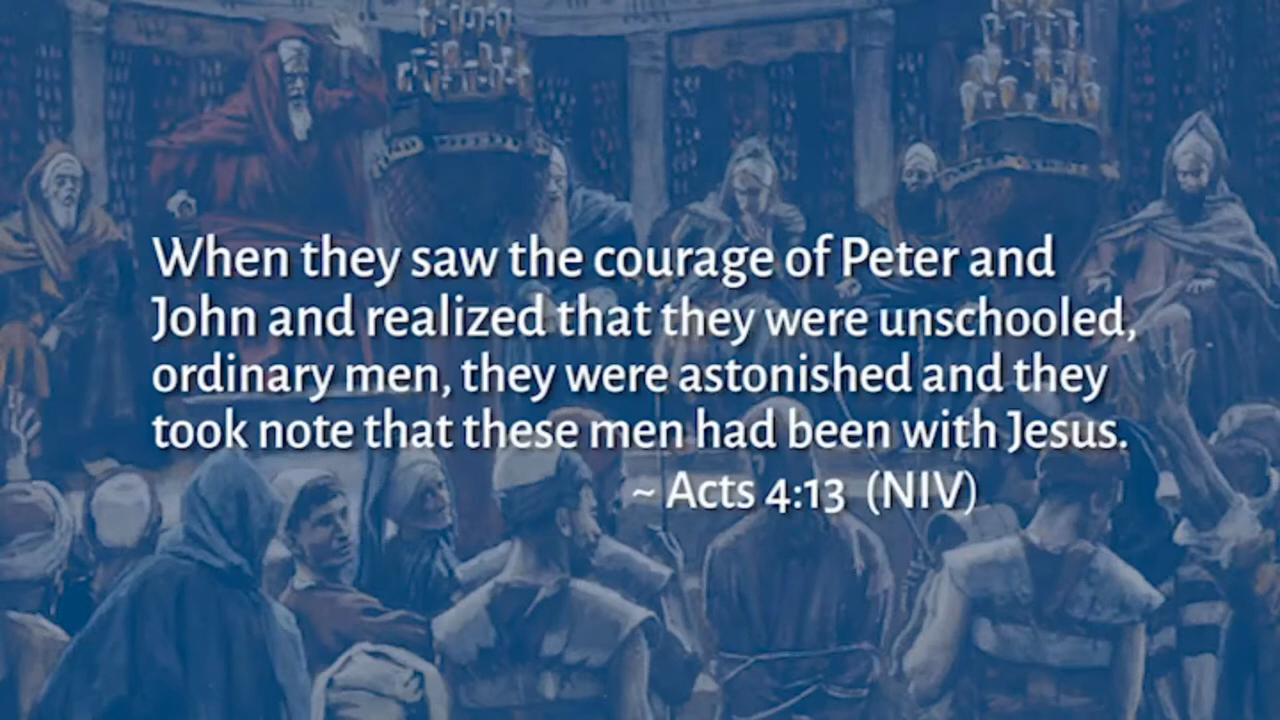 When they saw the courage of Peter and
John and realized that they were unschooled,
ordinary men, they were astonished and they
took note that these men had been with Jesus.
~ Acts 4:13 (NIV)